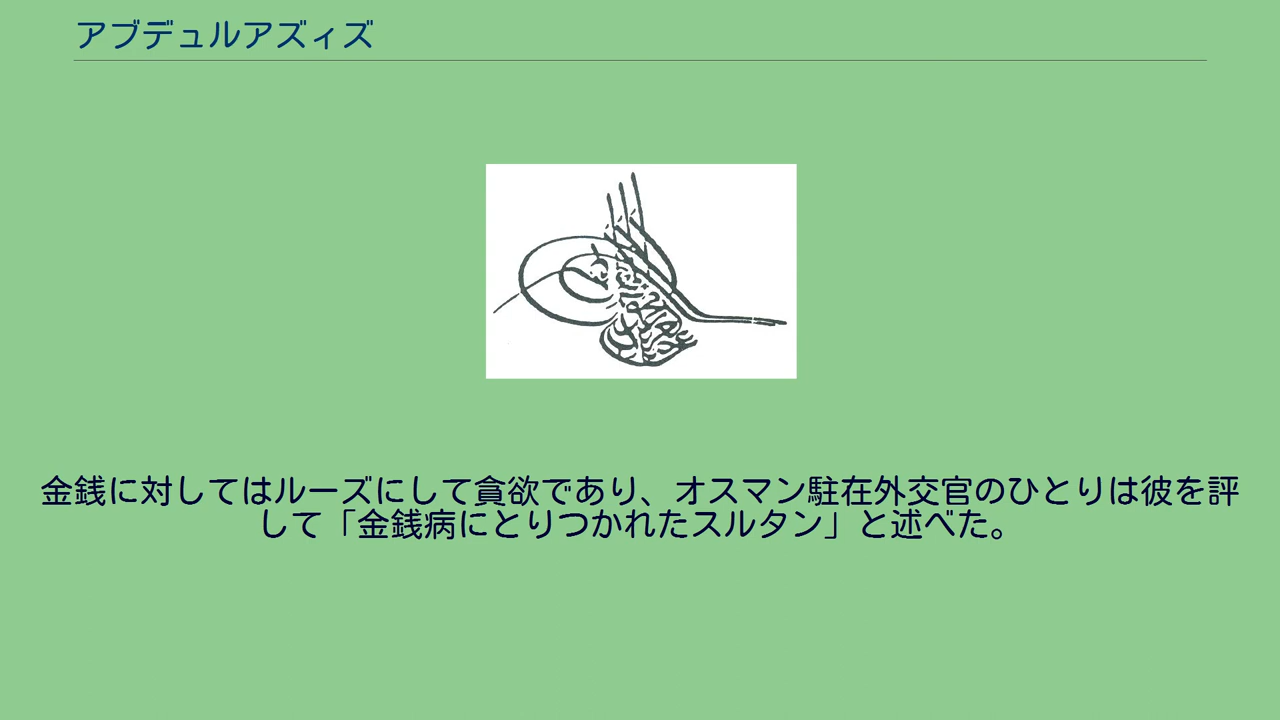 アブデュルアズィズ
金銭に対してはルーズにして貪欲であり、オスマン駐在外交官のひとりは彼を評
して「金銭病にとりつかれたスルタン」と述べた。